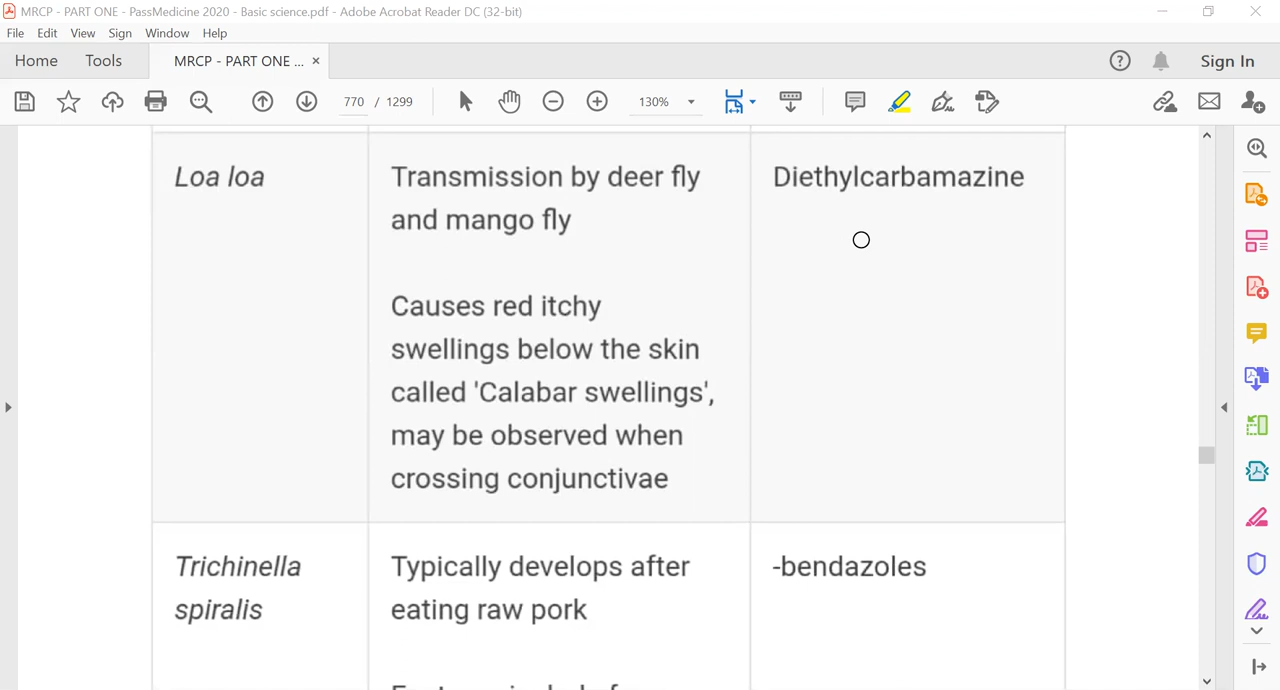 MRCP - PART ONE - PassMedicine 2020 - Basic science.pdf - Adobe Acrobat Reader DC (32-bit)
File Edit View Sign Window Help
Home Tools MRCP - PART ONE ... × Sign In
770 / 1299 130%
Loa loa
Transmission by deer fly
and mango fly
Causes red itchy
swellings below the skin
called 'Calabar swellings',
may be observed when
crossing conjunctivae
Diethylcarbamazine
Trichinella
spiralis
Typically develops after
eating raw pork
-bendazoles